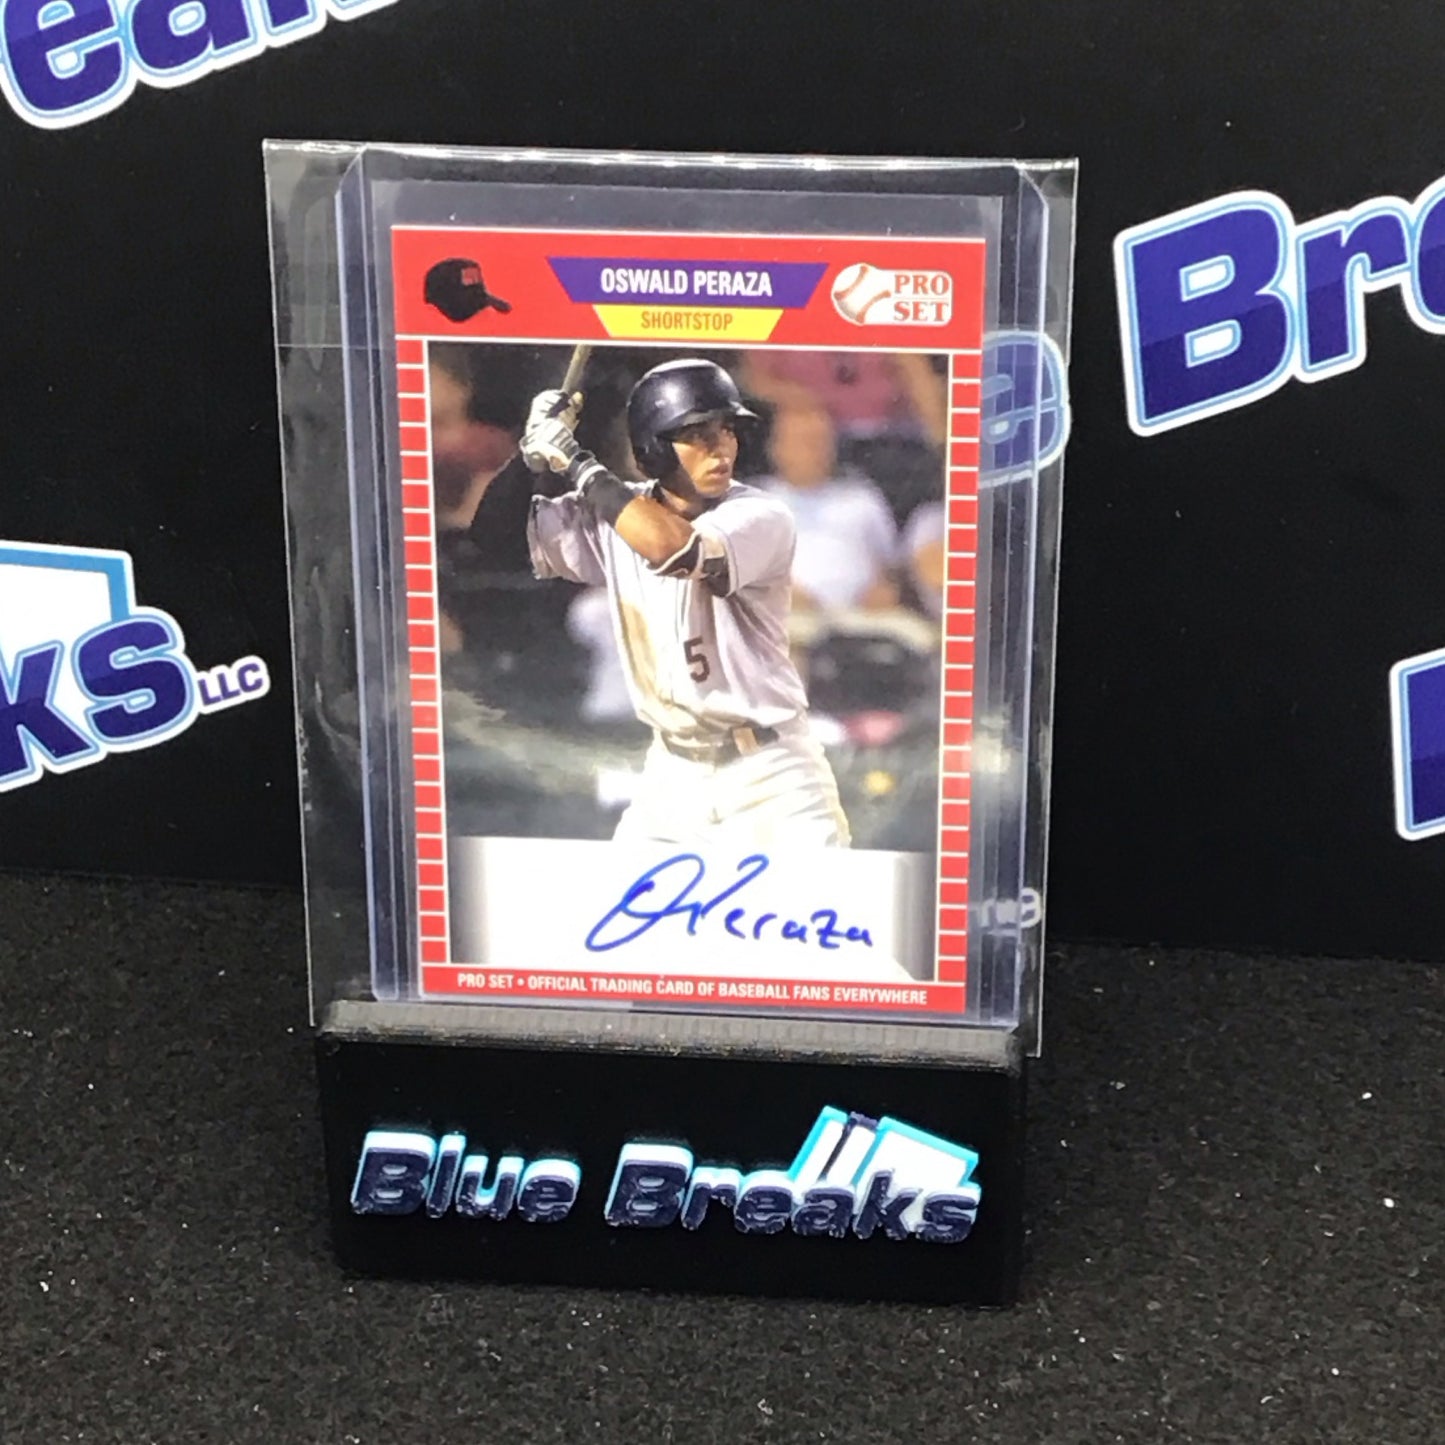 Bre
ks LLC
OSWALD PERAZA
SHORTSTOP
PRO
SET
5
O Peraza
PRO SET • OFFICIAL TRADING CARD OF BASEBALL FANS EVERYWHERE
Blue Breaks